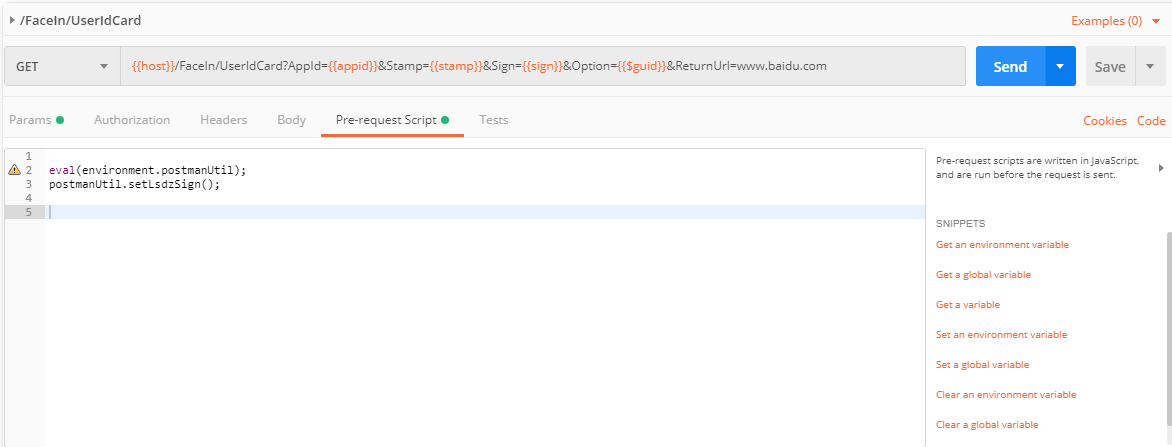 /FaceIn/UserIdCard
Examples (0)
GET
{{host}}/FaceIn/UserIdCard?AppId={{appid}}&Stamp={{stamp}}&Sign={{sign}}&Option={{$guid}}&ReturnUrl=www.baidu.com
Send
Save
Params
Authorization
Headers
Body
Pre-request Script
Tests
Cookies
Code
1
2 eval(environment.postmanUtil);
3 postmanUtil.setLsdzSign();
4
5
Pre-request scripts are written in JavaScript,
and are run before the request is sent.
SNIPPETS
Get an environment variable
Get a global variable
Get a variable
Set an environment variable
Set a global variable
Clear an environment variable
Clear a global variable